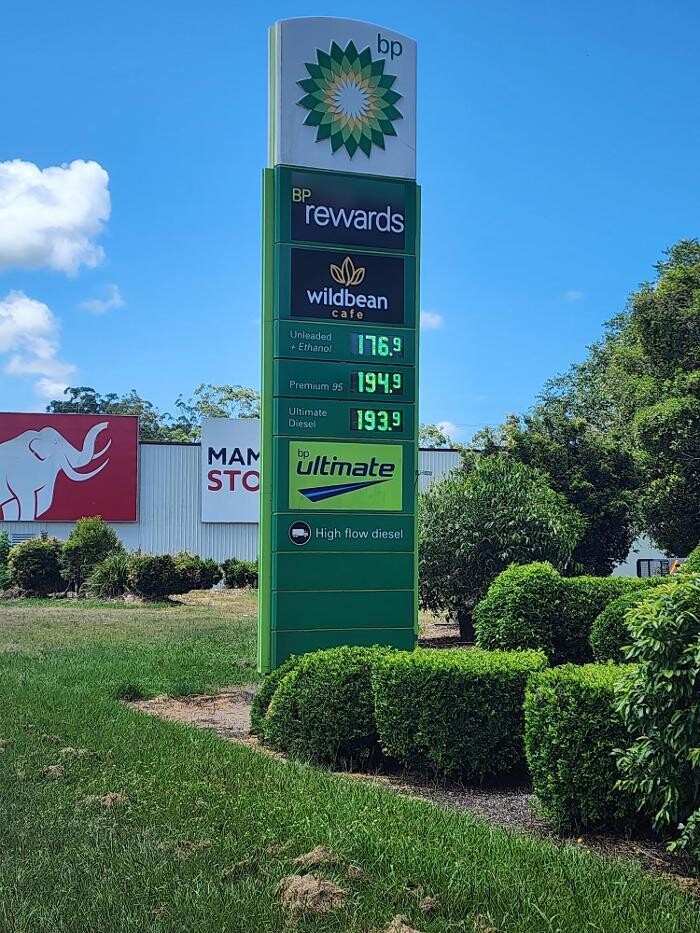 bp
BP
rewards
wildbean
cafe
Unleaded
+ Ethanol 176.9
Premium 95 194.9
Ultimate
Diesel 193.9
bp
ultimate
High flow diesel
MAM
STO